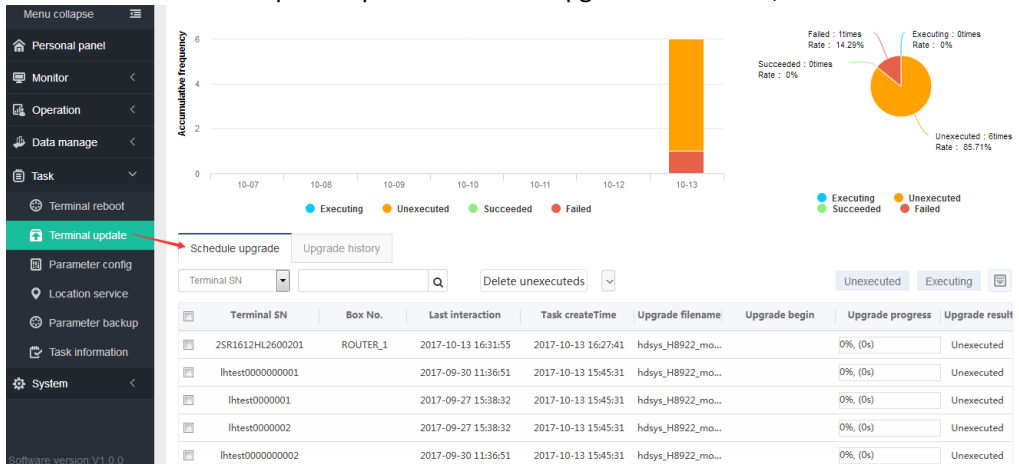 Menu collapse
Personal panel
Monitor
Operation
Data manage
Task
Terminal reboot
Terminal update
Parameter config
Location service
Parameter backup
Task information
System
Software version:V1.0.0
Accumulative frequency
6
4
2
0
10-07 10-08 10-09 10-10 10-11 10-12 10-13
Executing Unexecuted Succeeded Failed
Failed : 1times
Rate : 14.29%
Executing : 0times
Rate : 0%
Succeeded : 0times
Rate : 0%
Unexecuted : 6times
Rate : 85.71%
Executing Unexecuted
Succeeded Failed
Schedule upgrade Upgrade history
Terminal SN Delete unexecuteds Unexecuted Executing
Terminal SN Box No. Last interaction Task createTime Upgrade filename Upgrade begin Upgrade progress Upgrade result
2SR1612HL2600201 ROUTER_1 2017-10-13 16:31:55 2017-10-13 16:27:41 hdsys_H8922_mo... 0%, (0s) Unexecuted
lhtest0000000001 2017-09-30 11:36:51 2017-10-13 15:45:31 hdsys_H8922_mo... 0%, (0s) Unexecuted
lhtest0000001 2017-09-27 15:38:32 2017-10-13 15:45:31 hdsys_H8922_mo... 0%, (0s) Unexecuted
lhtest0000002 2017-09-27 15:38:32 2017-10-13 15:45:31 hdsys_H8922_mo... 0%, (0s) Unexecuted
lhtest0000000002 2017-09-30 11:36:51 2017-10-13 15:45:31 hdsys_H8922_mo... 0%, (0s) Unexecuted